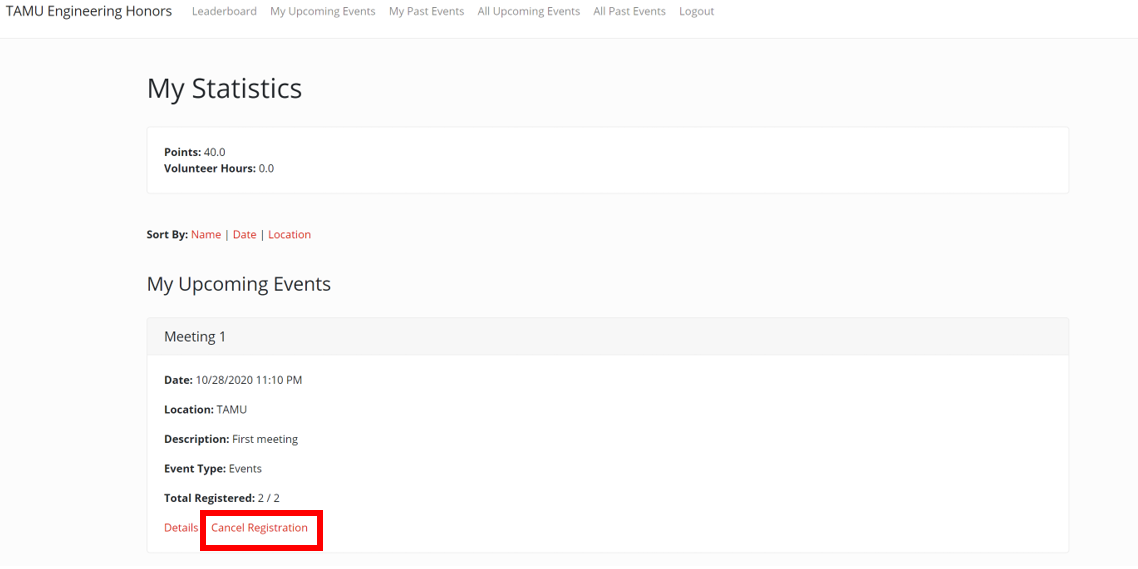 TAMU Engineering Honors Leaderboard My Upcoming Events My Past Events All Upcoming Events All Past Events Logout
My Statistics
Points: 40.0
Volunteer Hours: 0.0
Sort By: Name | Date | Location
My Upcoming Events
Meeting 1
Date: 10/28/2020 11:10 PM
Location: TAMU
Description: First meeting
Event Type: Events
Total Registered: 2 / 2
Details Cancel Registration